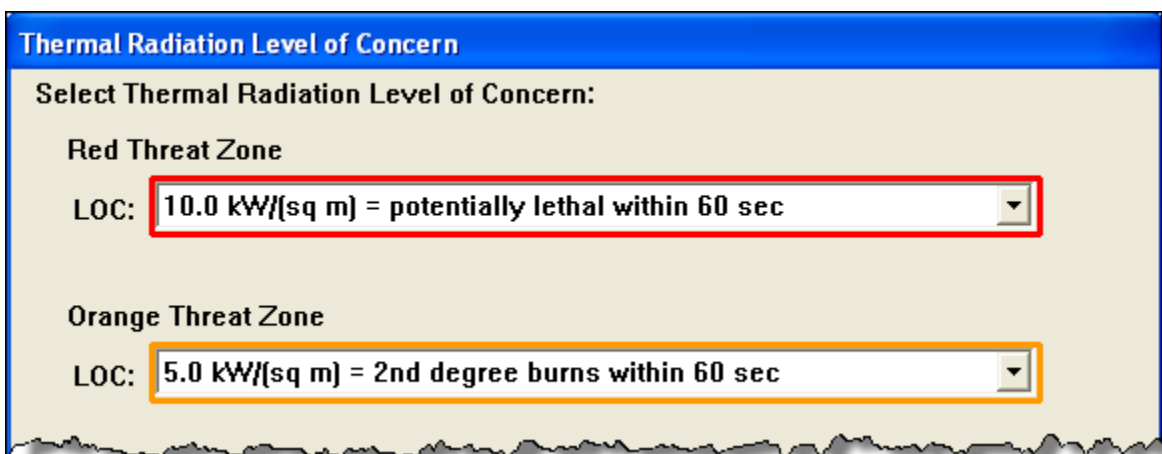 Thermal Radiation Level of Concern
Select Thermal Radiation Level of Concern:
Red Threat Zone
LOC: 10.0 kW/(sq m) = potentially lethal within 60 sec
Orange Threat Zone
LOC: 5.0 kW/(sq m) = 2nd degree burns within 60 sec